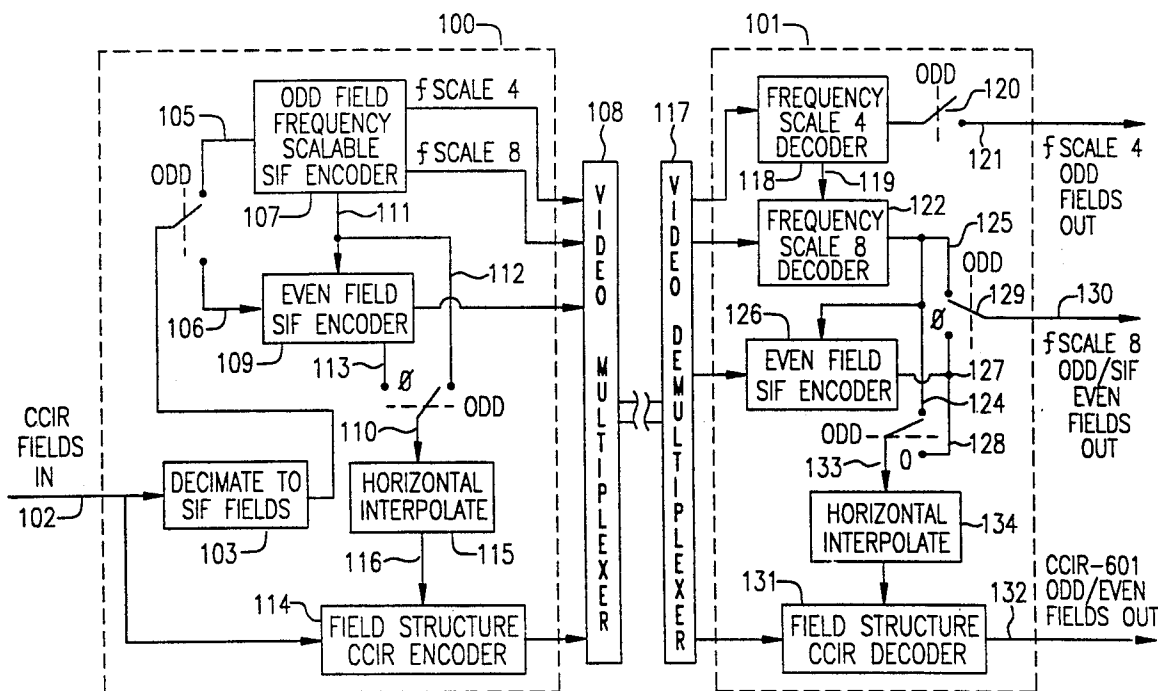 100
101
ODD FIELD
FREQUENCY
SCALABLE
SIF ENCODER
107
105
ODD
106
111
112
EVEN FIELD
SIF ENCODER
109
113
Ø
ODD
110
CCIR
FIELDS
IN
102
DECIMATE TO
SIF FIELDS
103
HORIZONTAL
INTERPOLATE
115
116
114
FIELD STRUCTURE
CCIR ENCODER
f SCALE 4
f SCALE 8
108
VIDEO MULTIPLEXER
117
VIDEO DEMULTIPLEXER
FREQUENCY
SCALE 4
DECODER
118
119
ODD
120
121
f SCALE 4
ODD
FIELDS
OUT
FREQUENCY
SCALE 8
DECODER
122
125
ODD
129
130
Ø
f SCALE 8
ODD/SIF
EVEN
FIELDS
OUT
126
EVEN FIELD
SIF ENCODER
127
124
ODD
128
133
0
HORIZONTAL
INTERPOLATE
134
131
FIELD STRUCTURE
CCIR DECODER
132
CCIR-601
ODD/EVEN
FIELDS OUT